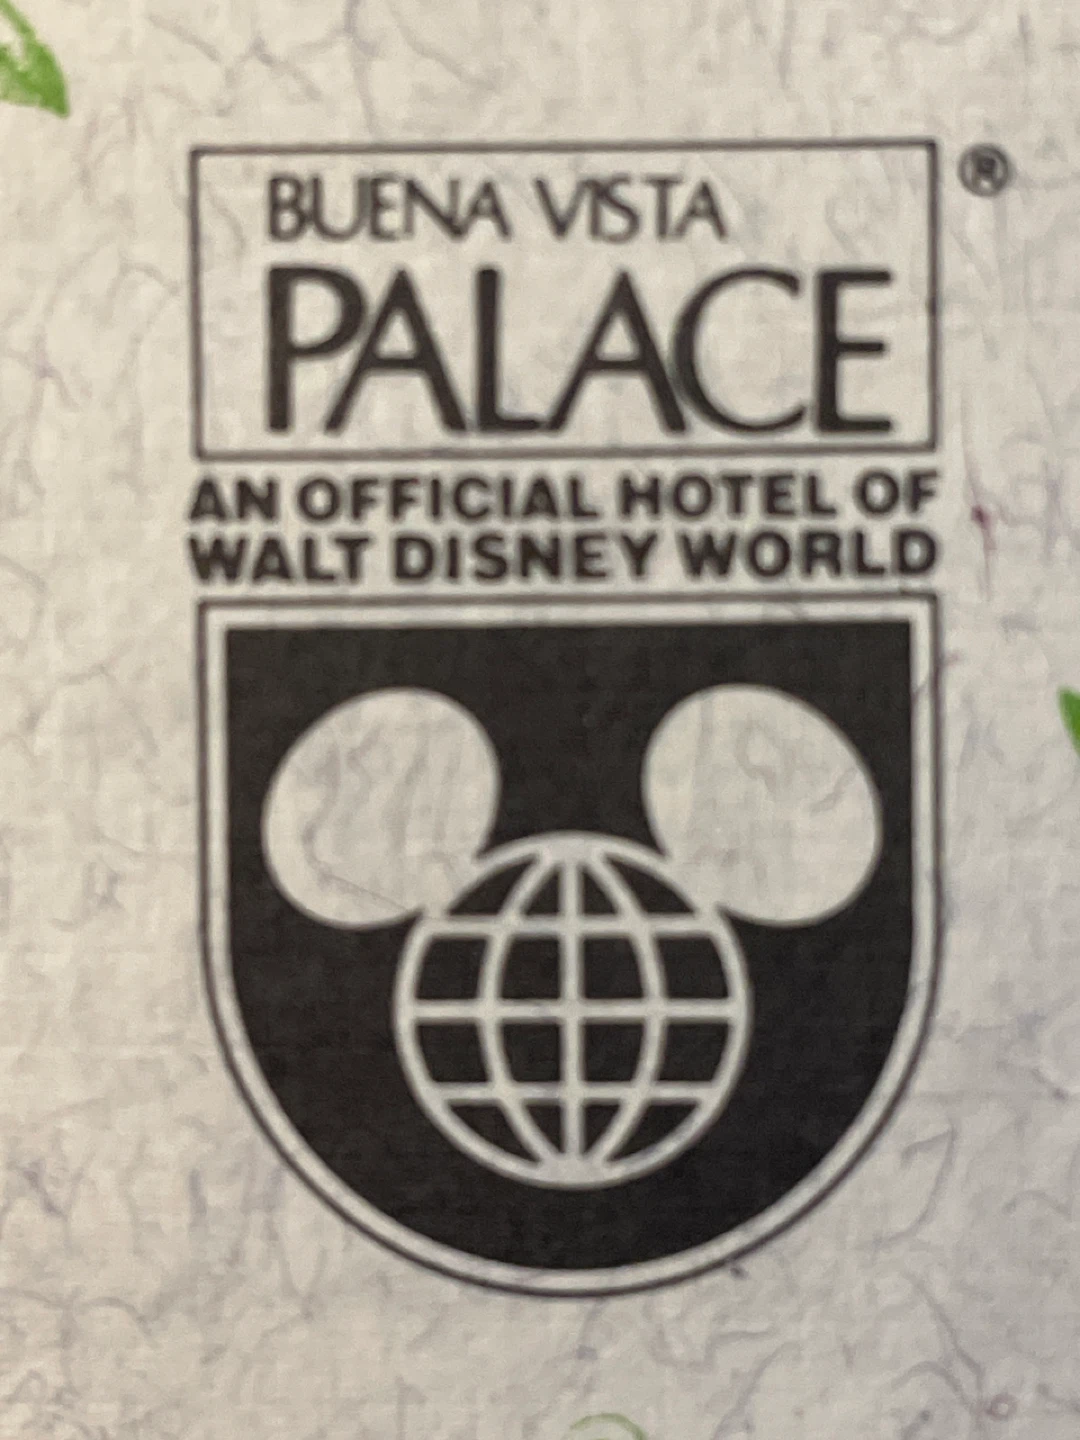 BUENA VISTA
PALACE ®
AN OFFICIAL HOTEL OF
WALT DISNEY WORLD